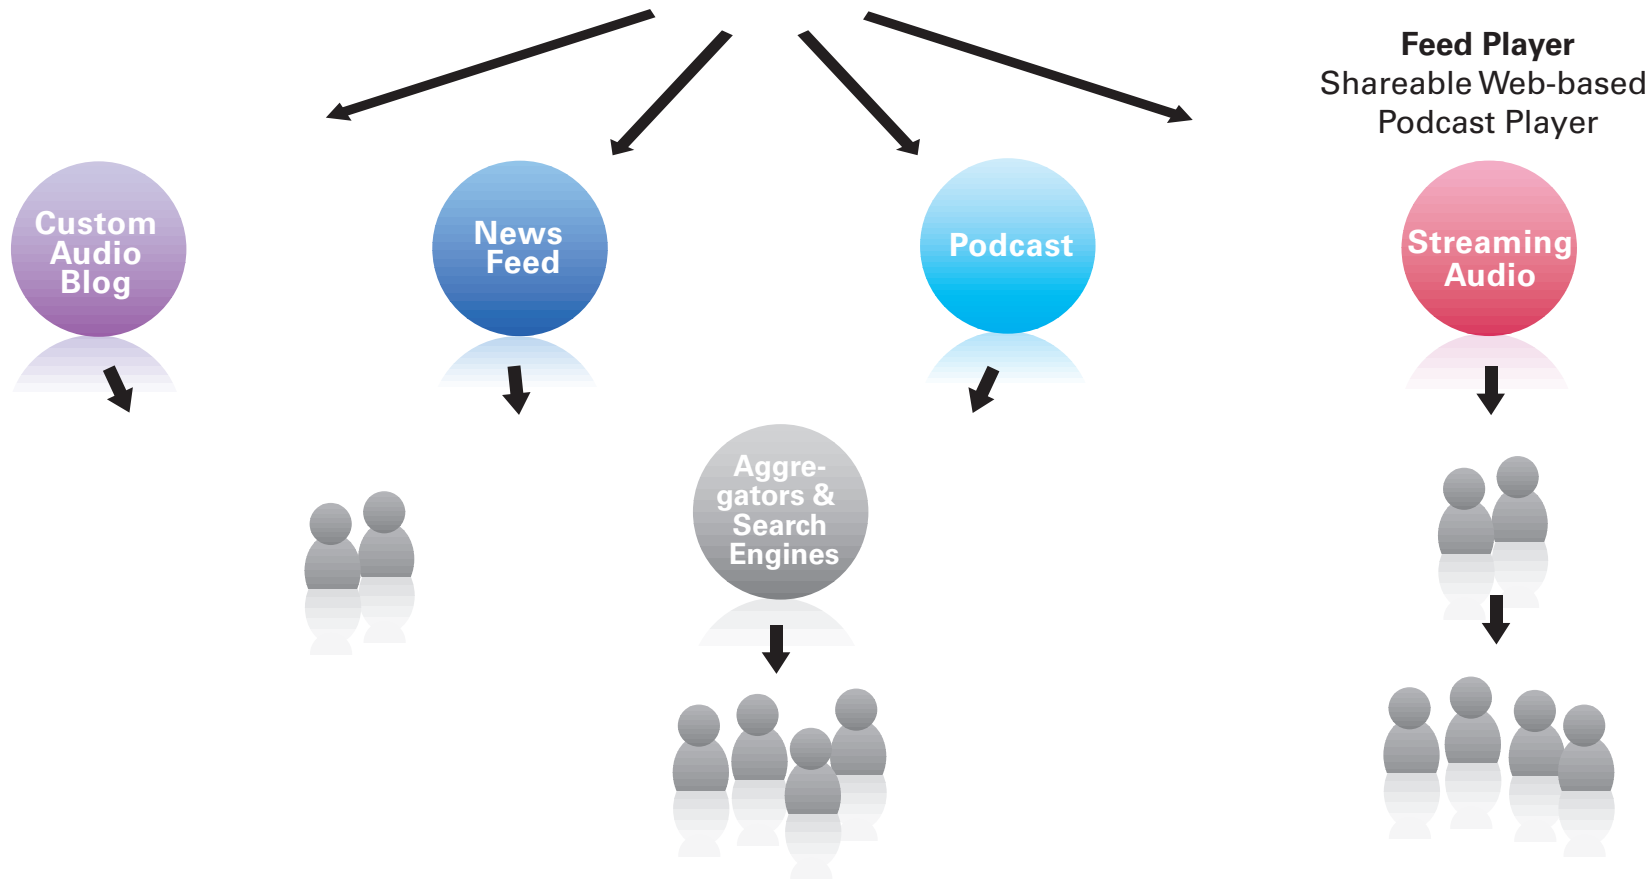 Feed Player
Shareable Web-based
Podcast Player
Custom
Audio
Blog
News
Feed
Podcast
Streaming
Audio
Aggre-
gators &
Search
Engines